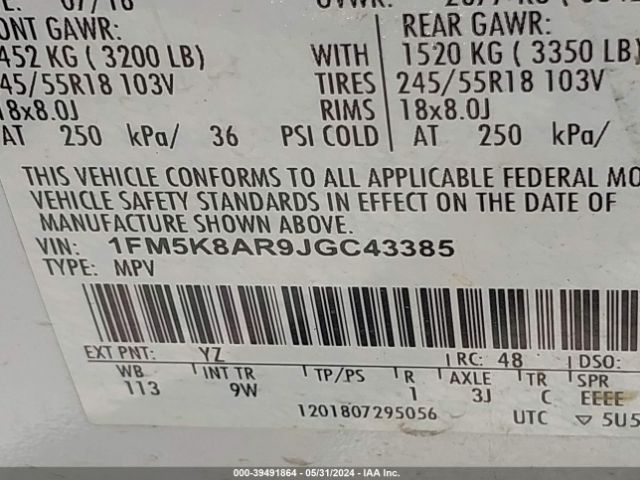 07/18
FRONT GAWR: REAR GAWR:
452 KG ( 3200 LB) WITH 1520 KG ( 3350 LB)
245/55R18 103V TIRES 245/55R18 103V
18x8.0J RIMS 18x8.0J
AT 250 kPa/ 36 PSI COLD AT 250 kPa/
THIS VEHICLE CONFORMS TO ALL APPLICABLE FEDERAL MO
VEHICLE SAFETY STANDARDS IN EFFECT ON THE DATE OF
MANUFACTURE SHOWN ABOVE.
VIN: 1FM5K8AR9JGC43385
TYPE: MPV
EXT PNT: YZ RC: 48 DSO:
WB INT TR TP/PS R AXLE TR SPR
113 9W 1 3J C EEEE
1201807295056 UTC ▽ 5U5
000-39491864 - 05/31/2024 - IAA Inc.